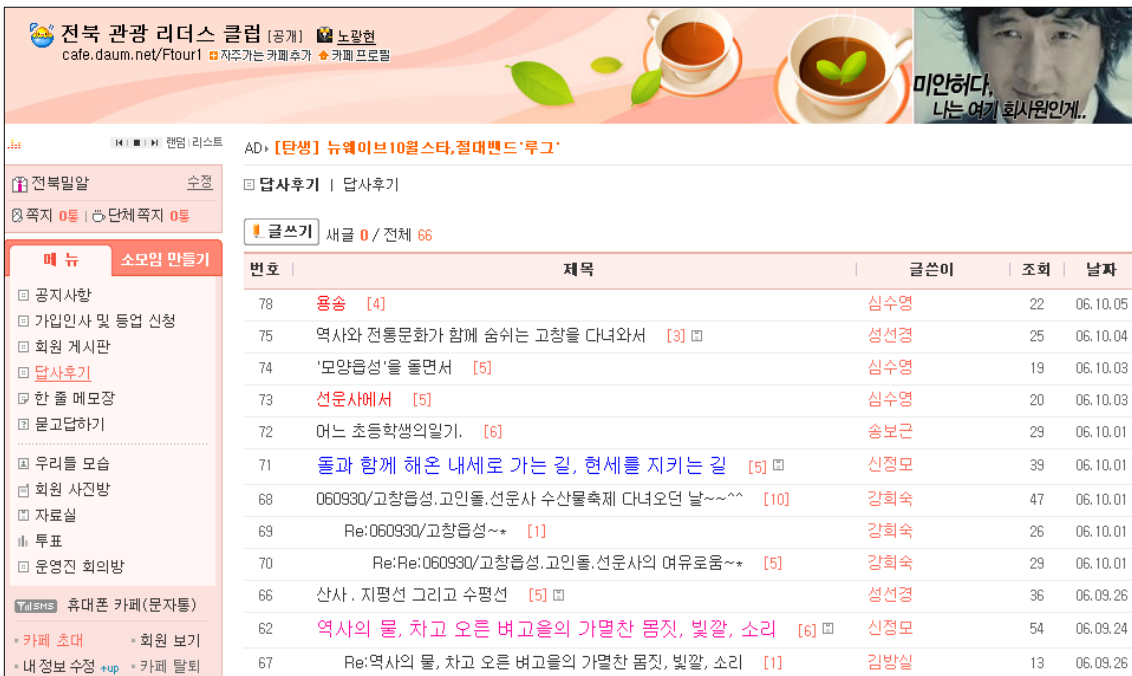 전북 관광 리더스 클럽 [공개] 노광현
cafe.daum.net/Ftour1 자주가는 카페 추가 카페 프로필
미안허다,
나는 여기 회사원인게..
랜덤 | 리스트
AD› [탄생] 뉴웨이브10월스타,절대밴드'루그'
전북밀알 수정
쪽지 0통 | 단체쪽지 0통
답사후기 | 답사후기
글쓰기 새글 0 / 전체 66
메 뉴 소모임 만들기
공지사항
가입인사 및 등업 신청
회원 게시판
답사후기
한 줄 메모장
묻고답하기
우리들 모습
회원 사진방
자료실
투표
운영진 회의방
SMS 휴대폰 카페(문자통)
카페 초대 회원 보기
내 정보 수정 up 카페 탈퇴
번호 | 제목 | 글쓴이 | 조회 | 날짜
78 용송 [4] 심수영 22 06.10.05
75 역사와 전통문화가 함께 숨쉬는 고창을 다녀와서 [3] 성선경 25 06.10.04
74 '모양읍성'을 돌면서 [5] 심수영 19 06.10.03
73 선운사에서 [5] 심수영 20 06.10.03
72 어느 초등학생의일기. [6] 송보근 29 06.10.01
71 돌과 함께 해온 내세로 가는 길, 현세를 지키는 길 [5] 신정모 39 06.10.01
68 060930/고창읍성.고인돌.선운사 수산물축제 다녀오던 날~~^^ [10] 강희숙 47 06.10.01
69 Re:060930/고창읍성~* [1] 강희숙 26 06.10.01
70 Re:Re:060930/고창읍성.고인돌.선운사의 여유로움~* [5] 강희숙 29 06.10.01
66 산사 . 지평선 그리고 수평선 [5] 성선경 36 06.09.26
62 역사의 물, 차고 오른 벼고을의 가멸찬 몸짓, 빛깔, 소리 [6] 신정모 54 06.09.24
67 Re:역사의 물, 차고 오른 벼고을의 가멸찬 몸짓, 빛깔, 소리 [1] 김방실 13 06.09.26